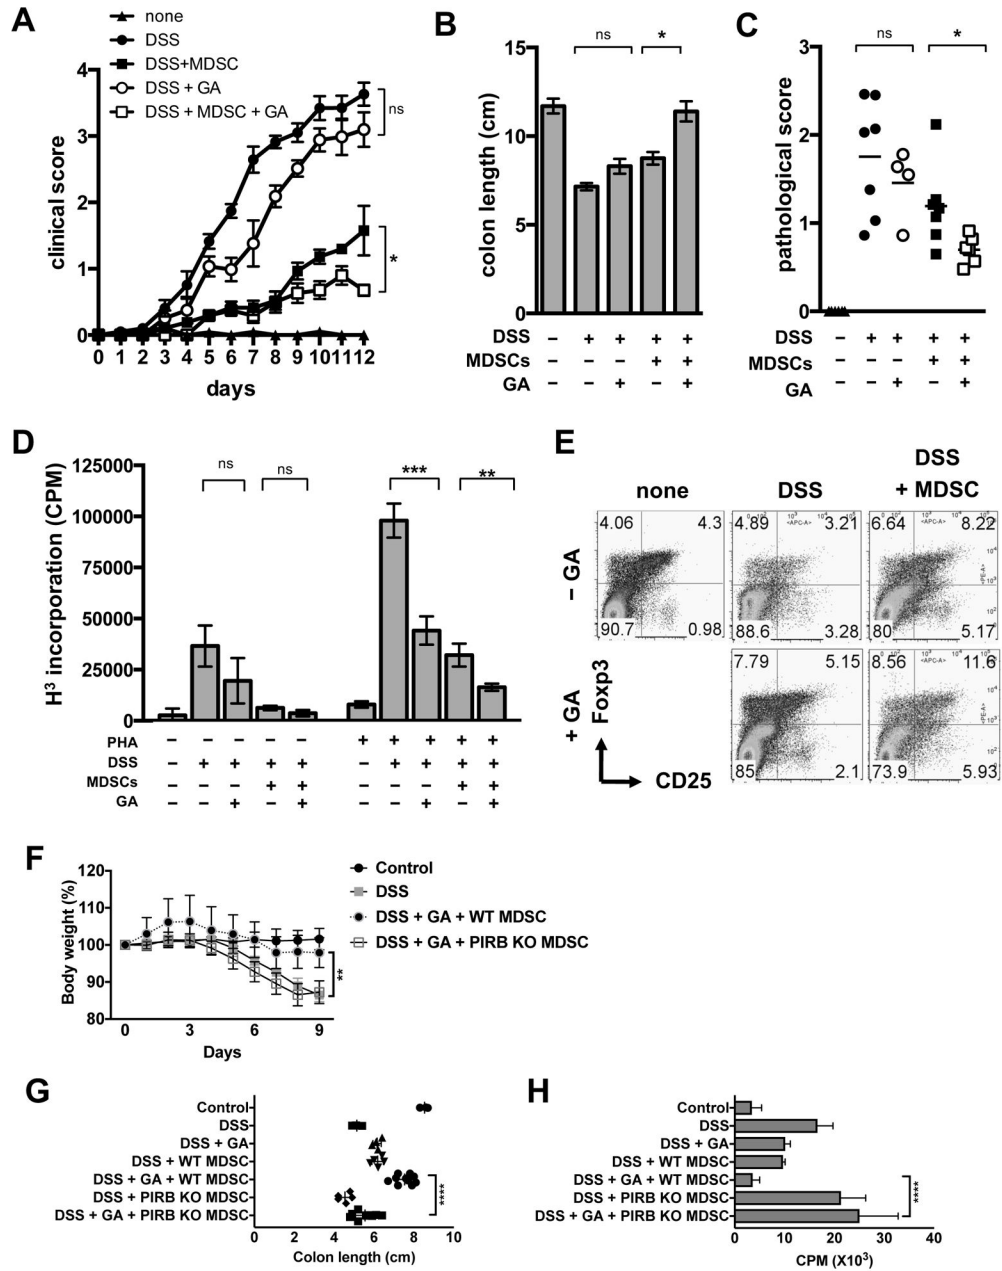 A
none
DSS
DSS+MDSC
DSS + GA
DSS + MDSC + GA
clinical score
4
3
2
1
0
ns
*
0 1 2 3 4 5 6 7 8 9 10 11 12
days
B
ns *
colon length (cm)
15
10
5
0
DSS – + + + +
MDSCs – – – + +
GA – – + – +
C
ns *
pathological score
3
2
1
0
DSS – + + + +
MDSCs – – – + +
GA – – + – +
D
H³ incorporation (CPM)
125000
100000
75000
50000
25000
0
ns ns *** **
PHA – – – – – + + + + +
DSS – + + + + – + + + +
MDSCs – – – + + – – – + +
GA – – + – + – – + – +
E
none DSS DSS
+ MDSC
– GA
4.06 4.3
90.7 0.98
4.89 3.21
<APC-A>
88.6 3.28
6.64 8.22
<APC-A>
<PE-A>
80 5.17
+ GA
7.79 5.15
85 2.1
8.56 11.6
<APC-A>
<PE-A>
73.9 5.93
Foxp3
CD25
F
Body weight (%)
120
110
100
90
80
0 3 6 9
Days
**
Control
DSS
DSS + GA + WT MDSC
DSS + GA + PIRB KO MDSC
G
Control
DSS
DSS + GA
DSS + WT MDSC
DSS + GA + WT MDSC
DSS + PIRB KO MDSC
DSS + GA + PIRB KO MDSC
****
0 2 4 6 8 10
Colon length (cm)
H
Control
DSS
DSS + GA
DSS + WT MDSC
DSS + GA + WT MDSC
DSS + PIRB KO MDSC
DSS + GA + PIRB KO MDSC
****
0 10 20 30 40
CPM (X10³)